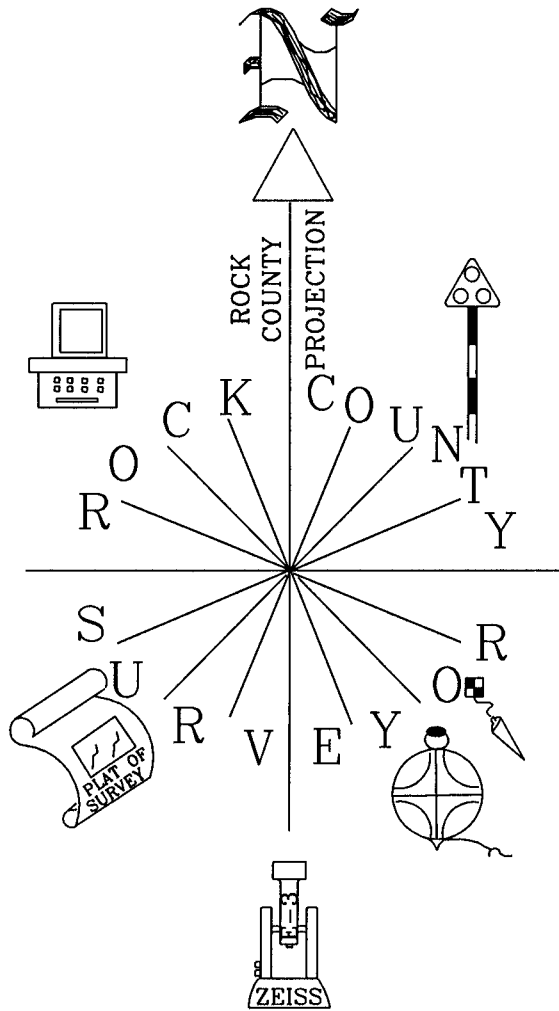 N
ROCK COUNTY
PROJECTION
ROCK COUNTY
SURVEYOR
PLAT OF
SURVEY
ZEISS